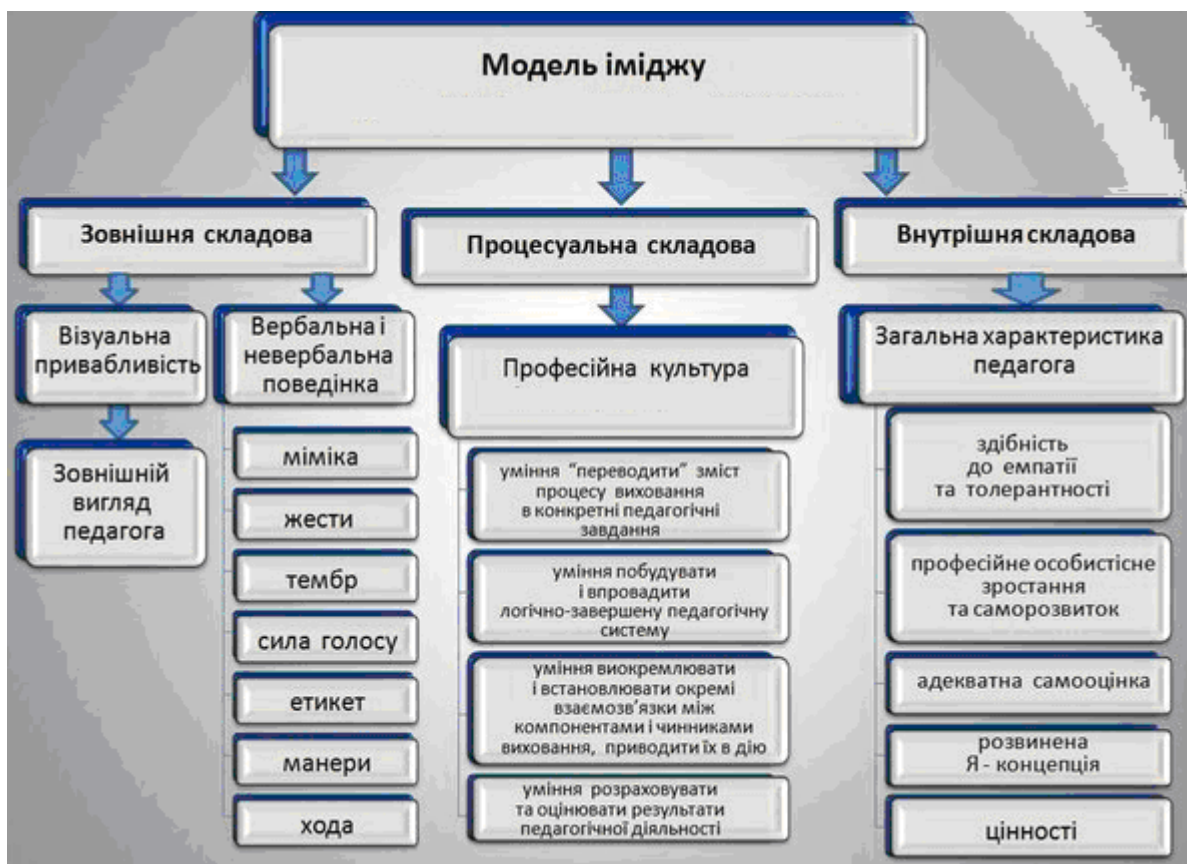 Модель іміджу
Зовнішня складова
Візуальна
привабливість
Зовнішній
вигляд
педагога
Вербальна і
невербальна
поведінка
міміка
жести
тембр
сила голосу
етикет
манери
хода
Процесуальна складова
Професійна культура
уміння “переводити” зміст
процесу виховання
в конкретні педагогічні
завдання
уміння побудувати
і впровадити
логічно-завершену педагогічну
систему
уміння виокремлювати
і встановлювати окремі
взаємозв’язки між
компонентами і чинниками
виховання, приводити їх в дію
уміння розраховувати
та оцінювати результати
педагогічної діяльності
Внутрішня складова
Загальна характеристика
педагога
здібність
до емпатії
та толерантності
професійне особистісне
зростання
та саморозвиток
адекватна самооцінка
розвинена
Я - концепція
цінності